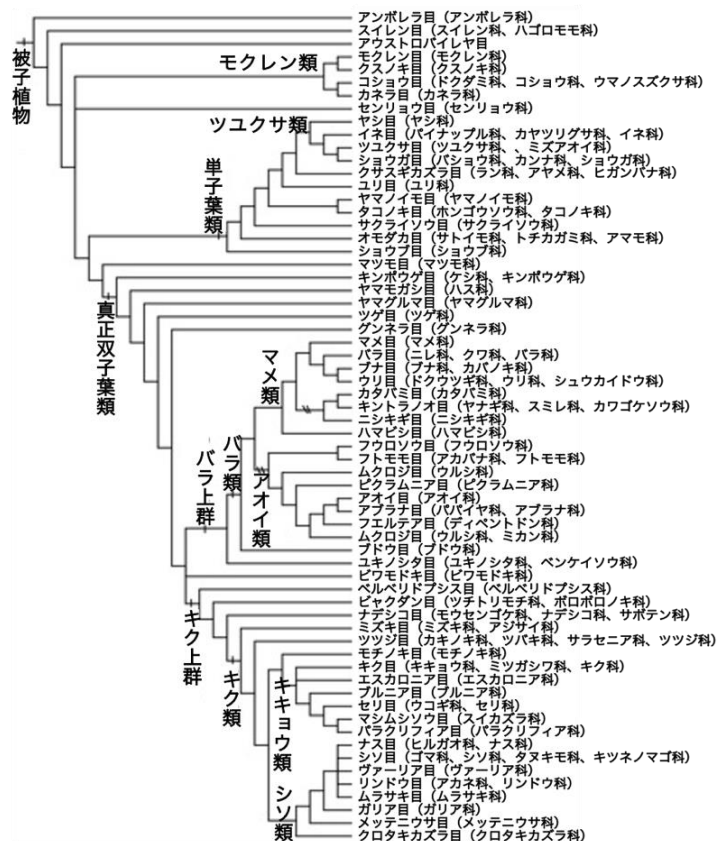 アンボレラ目（アンボレラ科）
スイレン目（スイレン科、ハゴロモモ科）
アウストロバイレヤ目
モクレン目（モクレン科）
クスノキ目（クスノキ科）
コショウ目（ドクダミ科、コショウ科、ウマノスズクサ科）
カネラ目（カネラ科）
センリョウ目（センリョウ科）
ヤシ目（ヤシ科）
イネ目（パイナップル科、カヤツリグサ科、イネ科）
ツユクサ目（ツユクサ科、、ミズアオイ科）
ショウガ目（バショウ科、カンナ科、ショウガ科）
クサスギカズラ目（ラン科、アヤメ科、ヒガンバナ科）
ユリ目（ユリ科）
ヤマノイモ目（ヤマノイモ科）
タコノキ目（ホンゴウソウ科、タコノキ科）
サクライソウ目（サクライソウ科）
オモダカ目（サトイモ科、トチカガミ科、アマモ科）
ショウブ目（ショウブ科）
マツモ目（マツモ科）
キンポウゲ目（ケシ科、キンポウゲ科）
ヤマモガシ目（ハス科）
ヤマグルマ目（ヤマグルマ科）
ツゲ目（ツゲ科）
グンネラ目（グンネラ科）
マメ目（マメ科）
バラ目（ニレ科、クワ科、バラ科）
ブナ目（ブナ科、カバノキ科）
ウリ目（ドクウツギ科、ウリ科、シュウカイドウ科）
カタバミ目（カタバミ科）
キントラノオ目（ヤナギ科、スミレ科、カワゴケソウ科）
ニシキギ目（ニシキギ科）
ハマビシ目（ハマビシ科）
フウロソウ目（フウロソウ科）
フトモモ目（アカバナ科、フトモモ科）
ムクロジ目（ウルシ科）
ピクラムニア目（ピクラムニア科）
アオイ目（アオイ科）
アブラナ目（パパイヤ科、アブラナ科）
フエルテア目（ディペントドン科）
ムクロジ目（ウルシ科、ミカン科）
ブドウ目（ブドウ科）
ユキノシタ目（ユキノシタ科、ベンケイソウ科）
ビワモドキ目（ビワモドキ科）
ベルベリドプシス目（ベルベリドプシス科）
ビャクダン目（ツチトリモチ科、ボロボロノキ科）
ナデシコ目（モウセンゴケ科、ナデシコ科、サボテン科）
ミズキ目（ミズキ科、アジサイ科）
ツツジ目（カキノキ科、ツバキ科、サラセニア科、ツツジ科）
モチノキ目（モチノキ科）
キク目（キキョウ科、ミツガシワ科、キク科）
エスカロニア目（エスカロニア科）
ブルニア目（ブルニア科）
セリ目（ウコギ科、セリ科）
マツムシソウ目（スイカズラ科）
パラクリフィア目（パラクリフィア科）
ナス目（ヒルガオ科、ナス科）
シソ目（ゴマ科、シソ科、タヌキモ科、キツネノマゴ科）
ヴァーリア目（ヴァーリア科）
リンドウ目（アカネ科、リンドウ科）
ムラサキ目（ムラサキ科）
ガリア目（ガリア科）
メッテニウサ目（メッテニウサ科）
クロタキカズラ目（クロタキカズラ科）
被子植物
モクレン類
ツユクサ類
単子葉類
真正双子葉類
マメ類
バラ類
バラ上群
アオイ類
キク上群
キク類
キキョウ類
シソ類